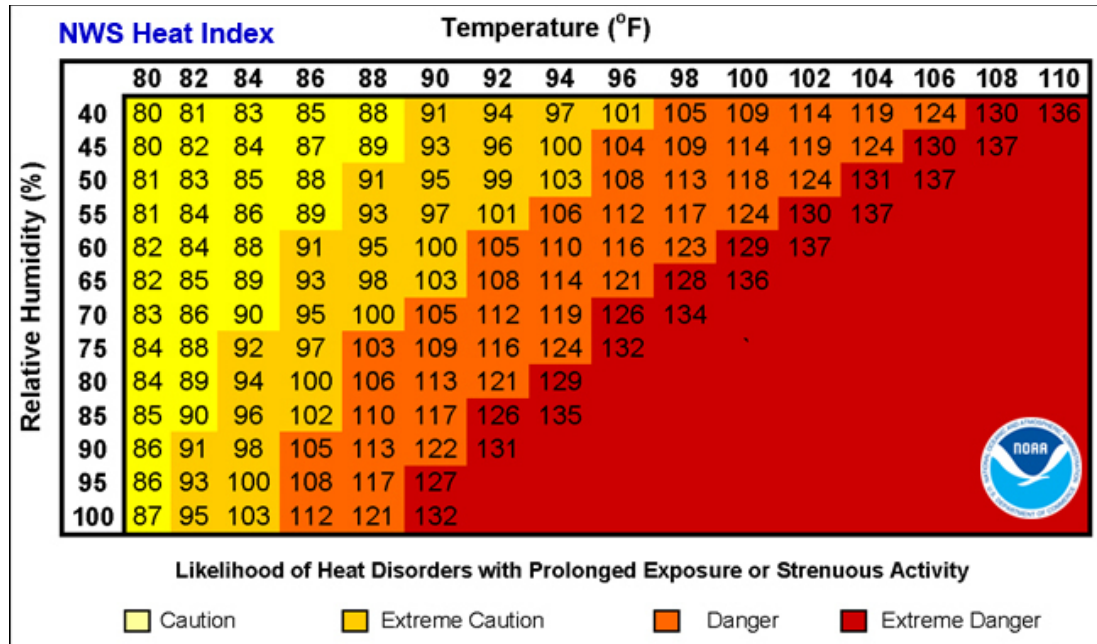 NWS Heat Index
Temperature (°F)
80 82 84 86 88 90 92 94 96 98 100 102 104 106 108 110
Relative Humidity (%)
40 80 81 83 85 88 91 94 97 101 105 109 114 119 124 130 136
45 80 82 84 87 89 93 96 100 104 109 114 119 124 130 137
50 81 83 85 88 91 95 99 103 108 113 118 124 131 137
55 81 84 86 89 93 97 101 106 112 117 124 130 137
60 82 84 88 91 95 100 105 110 116 123 129 137
65 82 85 89 93 98 103 108 114 121 128 136
70 83 86 90 95 100 105 112 119 126 134
75 84 88 92 97 103 109 116 124 132
80 84 89 94 100 106 113 121 129
85 85 90 96 102 110 117 126 135
90 86 91 98 105 113 122 131
95 86 93 100 108 117 127
100 87 95 103 112 121 132
NATIONAL OCEANIC AND ATMOSPHERIC ADMINISTRATION
NOAA
U.S. DEPARTMENT OF COMMERCE
Likelihood of Heat Disorders with Prolonged Exposure or Strenuous Activity
Caution Extreme Caution Danger Extreme Danger